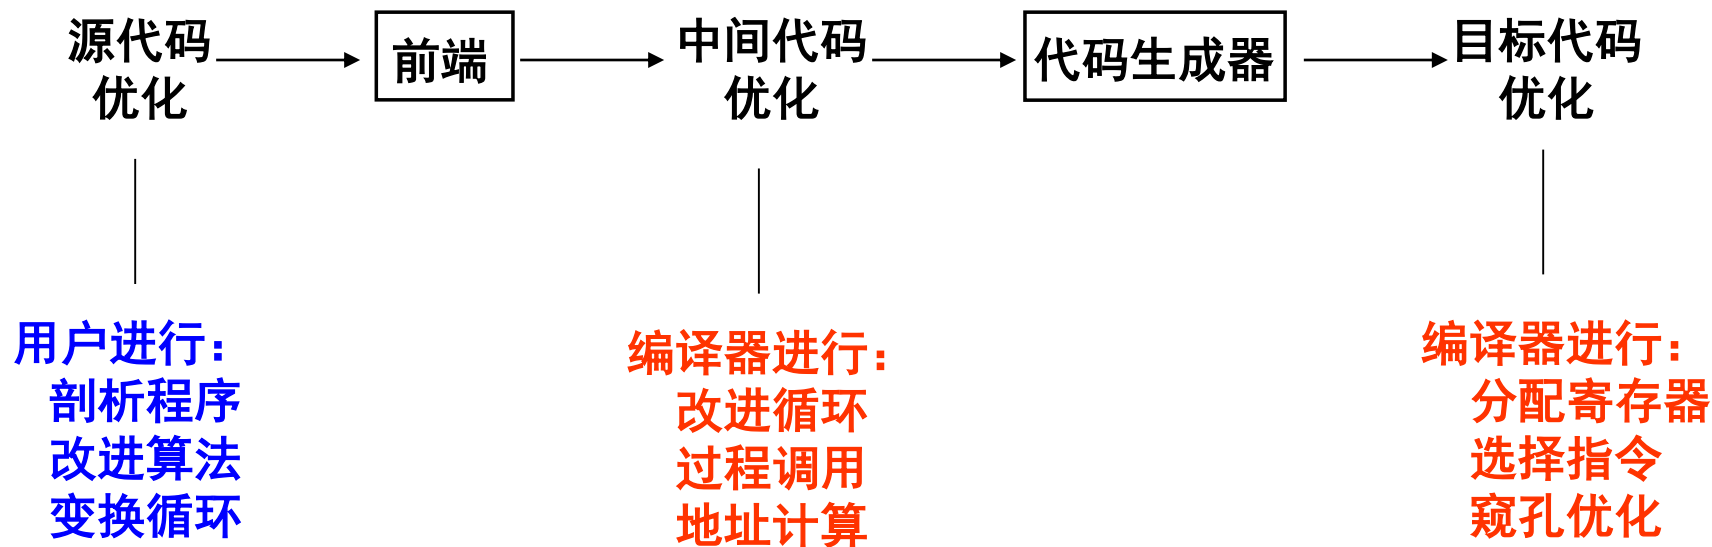 源代码
优化
前端
中间代码
优化
代码生成器
目标代码
优化
用户进行：
剖析程序
改进算法
变换循环
编译器进行：
改进循环
过程调用
地址计算
编译器进行：
分配寄存器
选择指令
窥孔优化